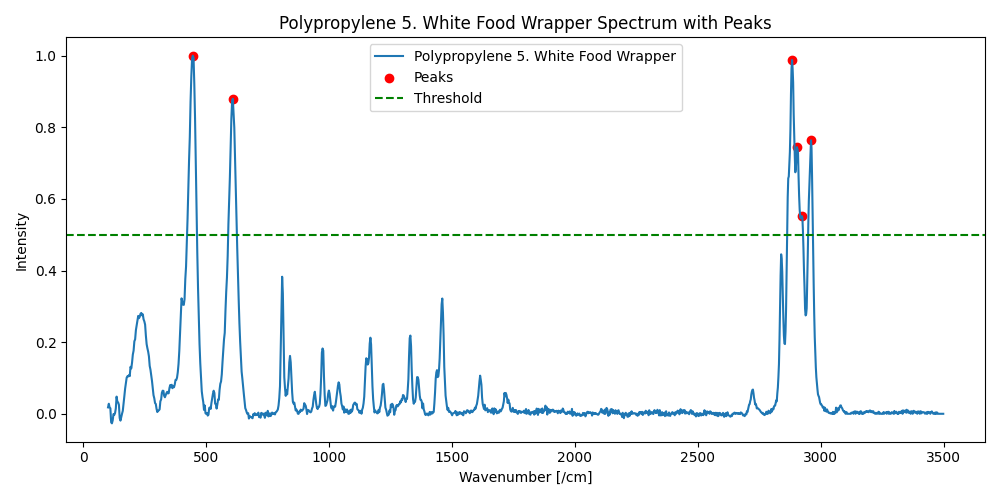 Polypropylene 5. White Food Wrapper Spectrum with Peaks
Polypropylene 5. White Food Wrapper
Peaks
Threshold
Intensity
1.0
0.8
0.6
0.4
0.2
0.0
0 500 1000 1500 2000 2500 3000 3500
Wavenumber [/cm]